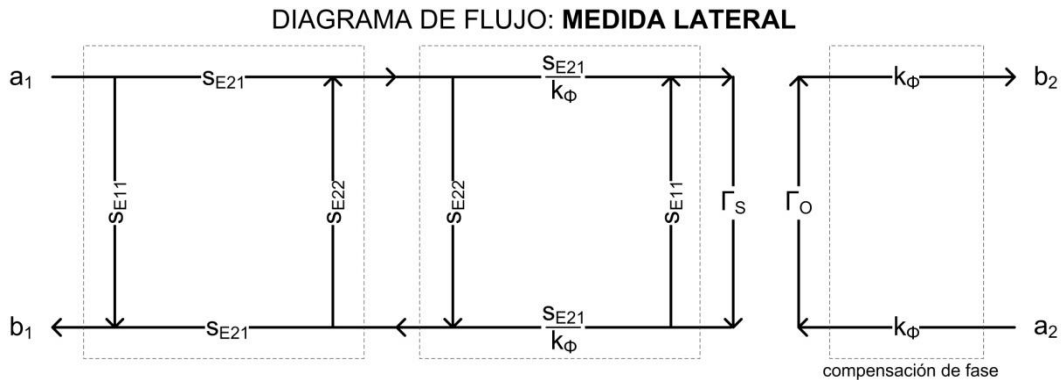 DIAGRAMA DE FLUJO: MEDIDA LATERAL
a1 sE21 sE21/kΦ kΦ b2
sE11 sE22 sE22 sE11 ΓS ΓO
b1 sE21 sE21/kΦ kΦ a2
compensación de fase